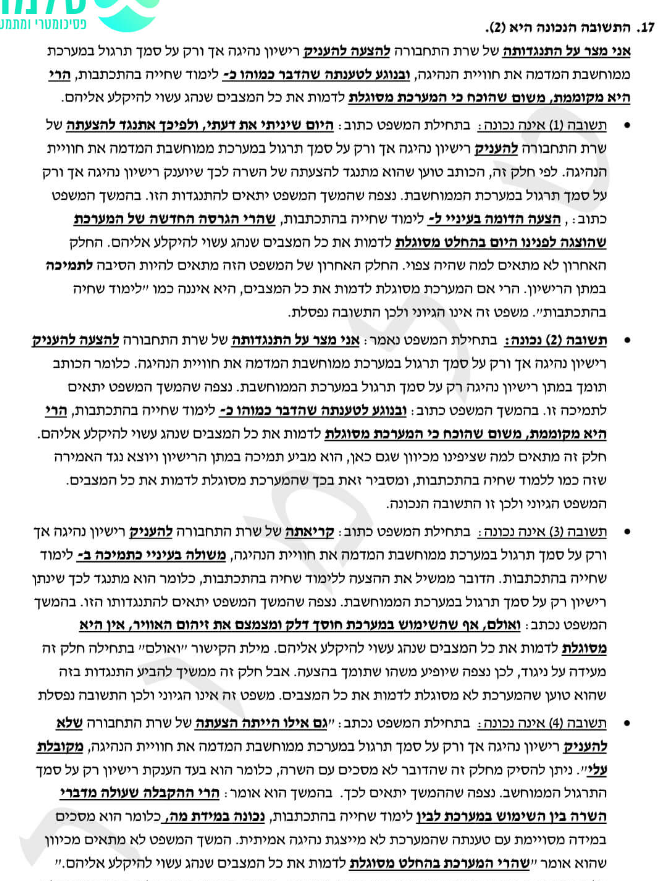 פסיכומטרי ומתמט
17. התשובה הנכונה היא (2).
אני מצר על התנגדותה של שרת התחבורה להצעה להעניק רישיון נהיגה אך ורק על סמך תרגול במערכת
ממוחשבת המדמה את חוויית הנהיגה, ובנוגע לטענתה שהדבר כמוהו כ- לימוד שחייה בהתכתבות, הרי
היא מקוממת, משום שהוכח כי המערכת מסוגלת לדמות את כל המצבים שנהג עשוי להיקלע אליהם.
• תשובה (1) אינה נכונה: בתחילת המשפט כתוב: היום שיניתי את דעתי, ולפיכך אתנגד להצעתה של
שרת התחבורה להעניק רישיון נהיגה אך ורק על סמך תרגול במערכת ממוחשבת המדמה את חוויית
הנהיגה. לפי חלק זה, הכותב טוען שהוא מתנגד להצעתה של השרה לכך שיוענק רישיון נהיגה אך ורק
על סמך תרגול במערכת הממוחשבת. נצפה שהמשך המשפט יתאים להתנגדות הזו. בהמשך המשפט
כתוב: , הצעה הדומה בעיניי ל- לימוד שחייה בהתכתבות, שהרי הגרסה החדשה של המערכת
שהוצגה לפנינו היום בהחלט מסוגלת לדמות את כל המצבים שנהג עשוי להיקלע אליהם. החלק
האחרון לא מתאים למה שהיה צפוי. החלק האחרון של המשפט הזה מתאים להיות הסיבה לתמיכה
במתן הרישיון. הרי אם המערכת מסוגלת לדמות את כל המצבים, היא איננה כמו "לימוד שחיה
בהתכתבות". משפט זה אינו הגיוני ולכן התשובה נפסלת.
• תשובה (2) נכונה: בתחילת המשפט נאמר: אני מצר על התנגדותה של שרת התחבורה להצעה להעניק
רישיון נהיגה אך ורק על סמך תרגול במערכת ממוחשבת המדמה את חוויית הנהיגה. כלומר הכותב
תומך במתן רישיון נהיגה רק על סמך תרגול במערכת הממוחשבת. נצפה שהמשך המשפט יתאים
לתמיכה זו. בהמשך המשפט כתוב: ובנוגע לטענתה שהדבר כמוהו כ- לימוד שחייה בהתכתבות, הרי
היא מקוממת, משום שהוכח כי המערכת מסוגלת לדמות את כל המצבים שנהג עשוי להיקלע אליהם.
חלק זה מתאים למה שציפינו מכיוון שגם כאן, הוא מביע תמיכה במתן הרישיון ויוצא נגד האמירה
שזה כמו ללמוד שחיה בהתכתבות, ומסביר זאת בכך שהמערכת מסוגלת לדמות את כל המצבים.
המשפט הגיוני ולכן זו התשובה הנכונה.
• תשובה (3) אינה נכונה: בתחילת המשפט כתוב: קריאתה של שרת התחבורה להעניק רישיון נהיגה אך
ורק על סמך תרגול במערכת ממוחשבת המדמה את חוויית הנהיגה, משולה בעיניי כתמיכה ב- לימוד
שחייה בהתכתבות. הדובר ממשיל את ההצעה ללימוד שחיה בהתכתבות, כלומר הוא מתנגד לכך שינתן
רישיון רק על סמך תרגול במערכת הממוחשבת. נצפה שהמשך המשפט יתאים להתנגדותו הזו. בהמשך
המשפט נכתב: ואולם, אף שהשימוש במערכת חוסך דלק ומצמצם את זיהום האוויר, אין היא
מסוגלת לדמות את כל המצבים שנהג עשוי להיקלע אליהם. מילת הקישור "ואולם" בתחילה חלק זה
מעידה על ניגוד, לכן נצפה שיופיע משהו שתומך בהצעה. אבל חלק זה ממשיך להביע התנגדות בזה
שהוא טוען שהמערכת לא מסוגלת לדמות את כל המצבים. משפט זה אינו הגיוני ולכן התשובה נפסלת
• תשובה (4) אינה נכונה: בתחילת המשפט נכתב: "גם אילו הייתה הצעתה של שרת התחבורה שלא
להעניק רישיון נהיגה אך ורק על סמך תרגול במערכת ממוחשבת המדמה את חוויית הנהיגה, מקובלת
עלי". ניתן להסיק מחלק זה שהדובר לא מסכים עם השרה, כלומר הוא בעד הענקת רישיון רק על סמך
התרגול הממוחשב. נצפה שההמשך יתאים לכך. בהמשך הוא אומר: הרי ההקבלה שעולה מדברי
השרה בין השימוש במערכת לבין לימוד שחייה בהתכתבות, נכונה במידת מה, כלומר הוא מסכים
במידה מסויימת עם טענתה שהמערכת לא מייצגת נהיגה אמיתית. המשך המשפט לא מתאים מכיוון
שהוא אומר "שהרי המערכת בהחלט מסוגלת לדמות את כל המצבים שנהג עשוי להיקלע אליהם."